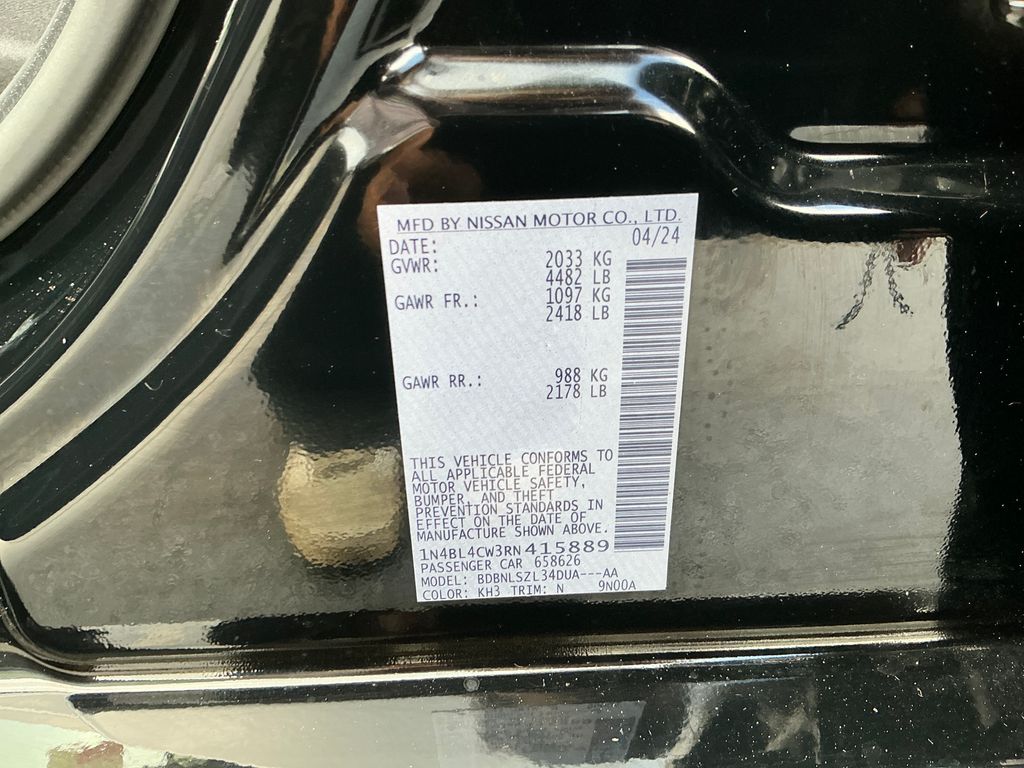 MFD BY NISSAN MOTOR CO., LTD.
DATE: 04/24
GVWR: 2033 KG
4482 LB
GAWR FR.: 1097 KG
2418 LB
GAWR RR.: 988 KG
2178 LB
THIS VEHICLE CONFORMS TO
ALL APPLICABLE FEDERAL
MOTOR VEHICLE SAFETY,
BUMPER, AND THEFT
PREVENTION STANDARDS IN
EFFECT ON THE DATE OF
MANUFACTURE SHOWN ABOVE.
1N4BL4CW3RN415889
PASSENGER CAR 658626
MODEL: BDBNLSZL34DUA---AA
COLOR: KH3 TRIM: N 9N00A